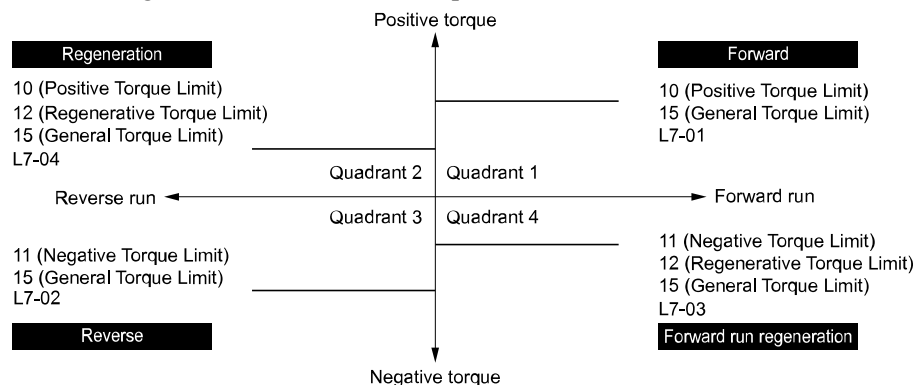 Positive torque
Regeneration
10 (Positive Torque Limit)
12 (Regenerative Torque Limit)
15 (General Torque Limit)
L7-04
Forward
10 (Positive Torque Limit)
15 (General Torque Limit)
L7-01
Quadrant 2
Quadrant 1
Reverse run
Forward run
Quadrant 3
Quadrant 4
11 (Negative Torque Limit)
15 (General Torque Limit)
L7-02
Reverse
11 (Negative Torque Limit)
12 (Regenerative Torque Limit)
15 (General Torque Limit)
L7-03
Forward run regeneration
Negative torque